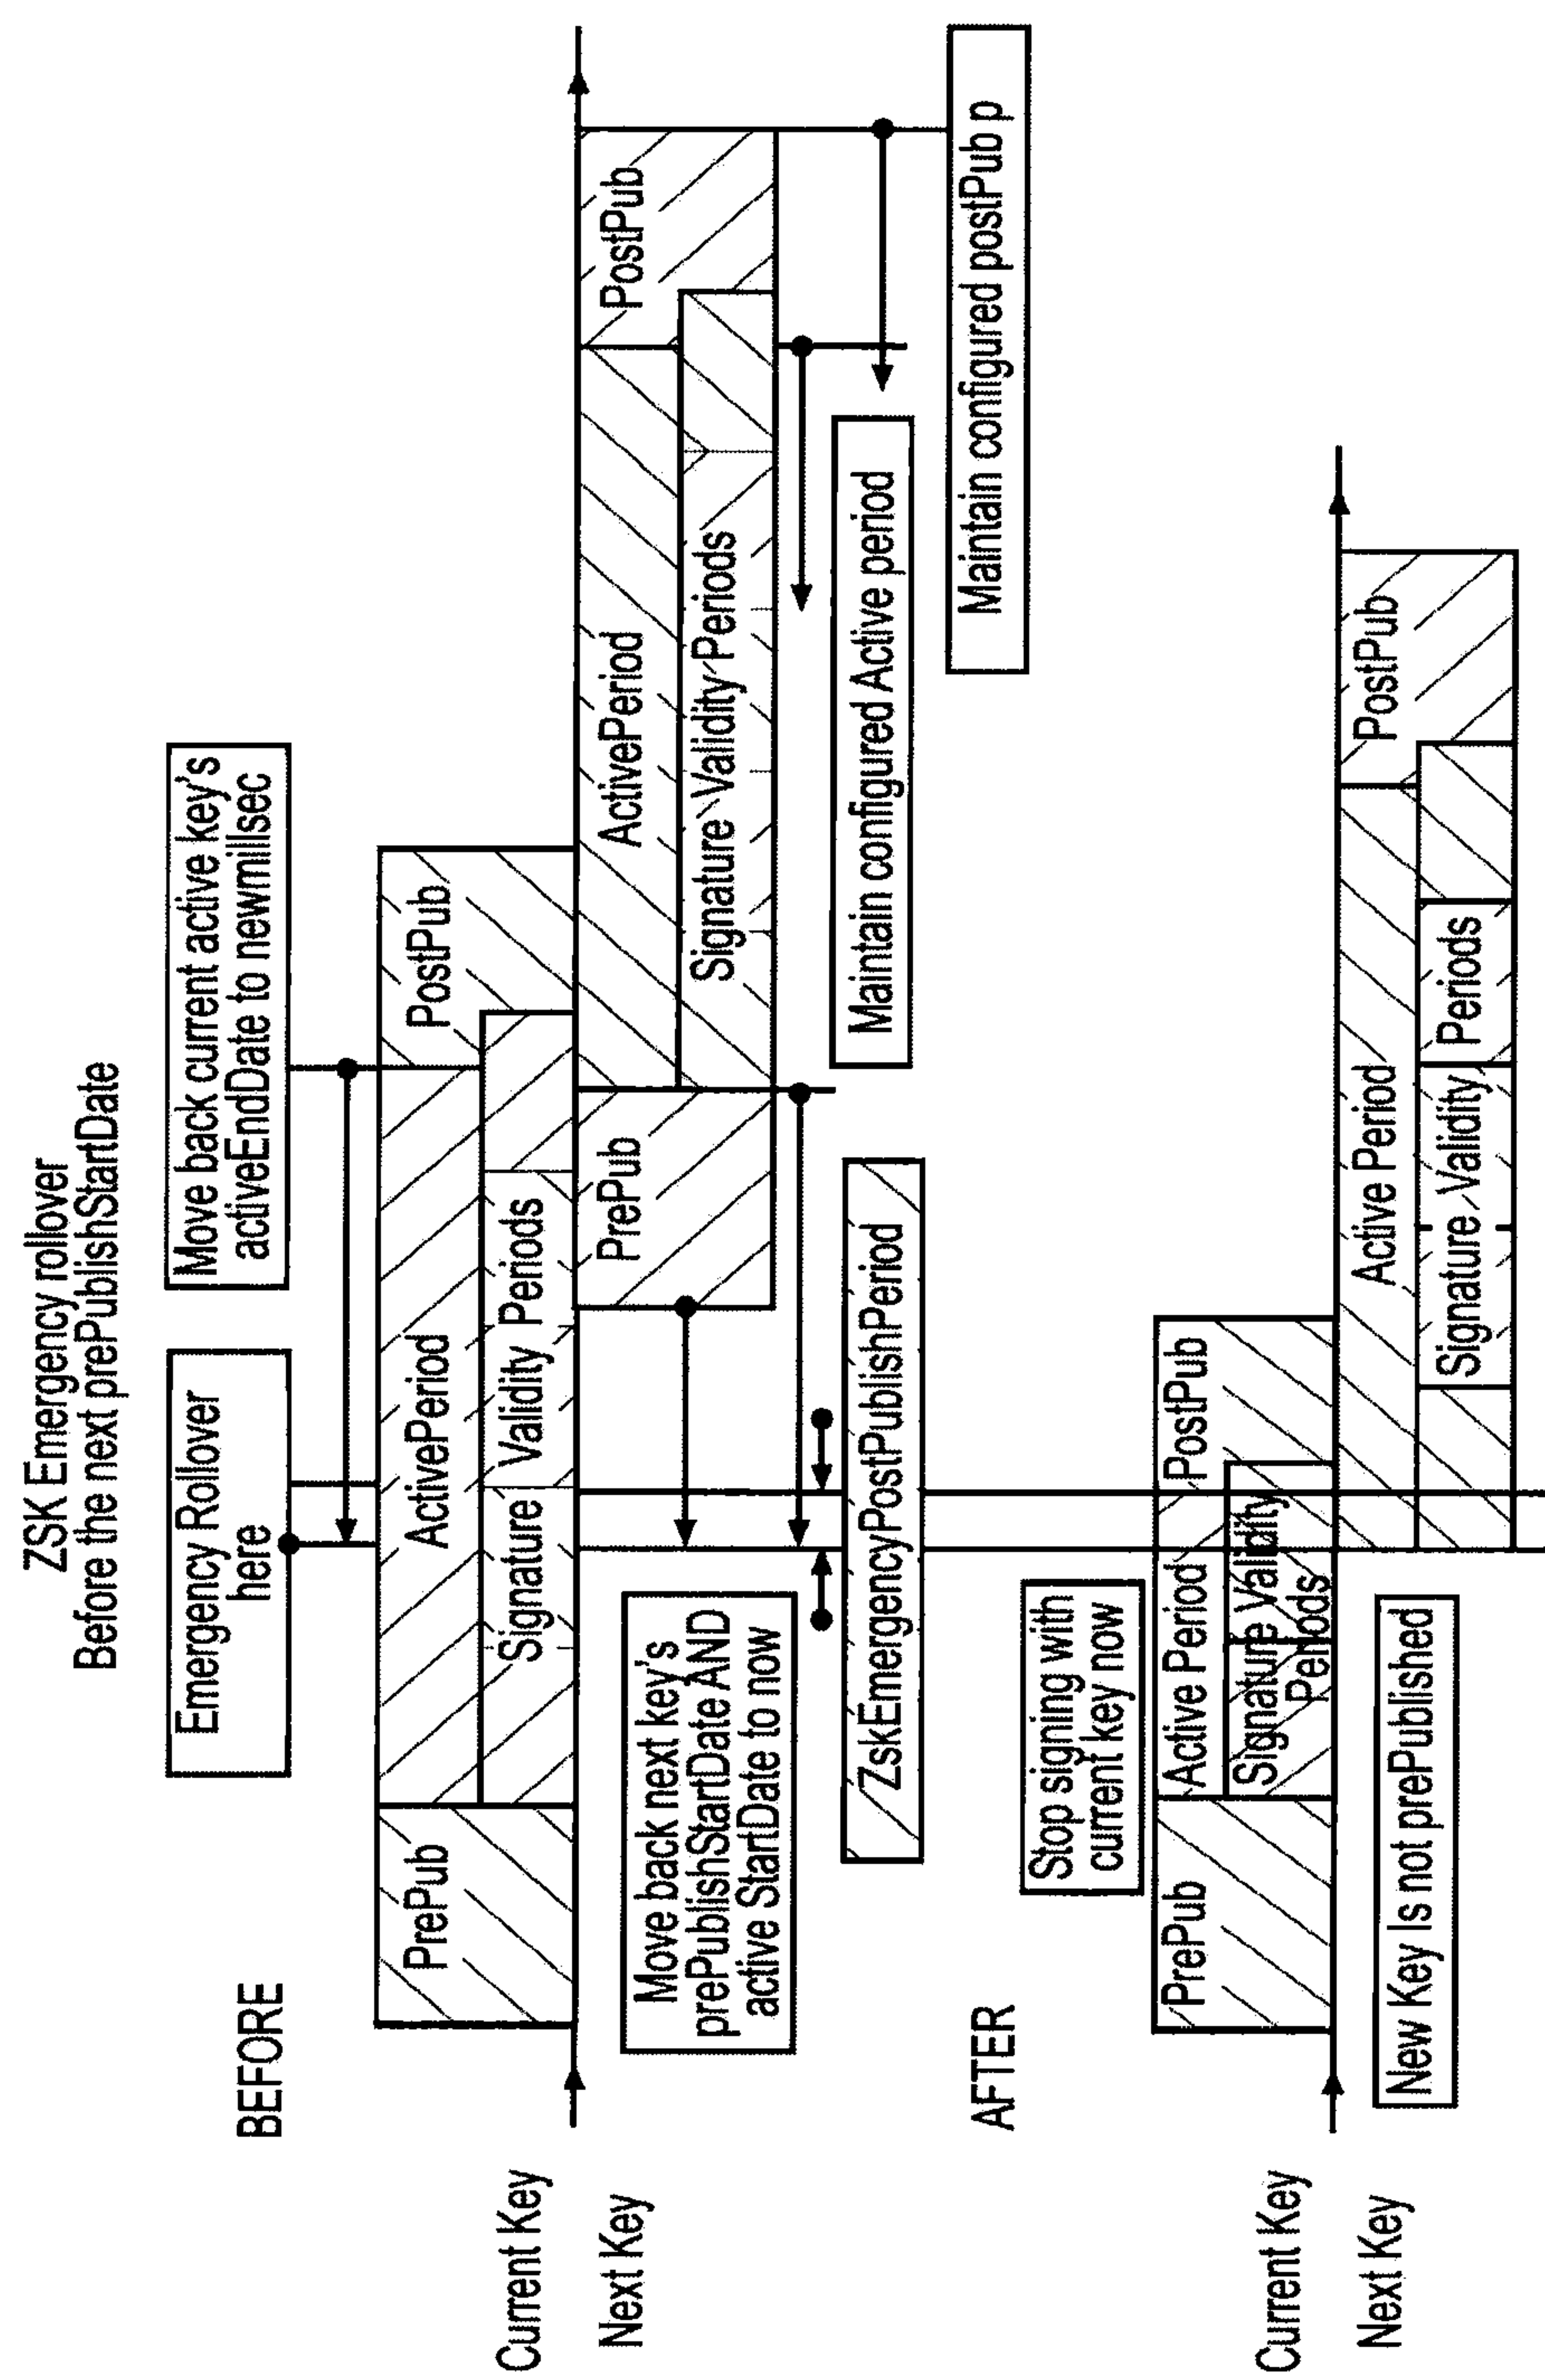 ZSK Emergency rollover
Before the next prePublishStartDate
BEFORE
Emergency Rollover
here
Move back current active key's
activeEndDate to newmillsec
Current Key
PrePub
ActivePeriod
Signature Validity Periods
PostPub
Next Key
PrePub
ActivePeriod
Signature Validity Periods
PostPub
Move back next key's
prePublishStartDate AND
active StartDate to now
ZskEmergencyPostPublishPeriod
Maintain configured Active period
Maintain configured postPub p
AFTER
Stop signing with
current key now
Current Key
PrePub
Active Period
Signature Validity
Periods
PostPub
Next Key
New Key Is not prePublished
Active Period
Signature Validity Periods
PostPub